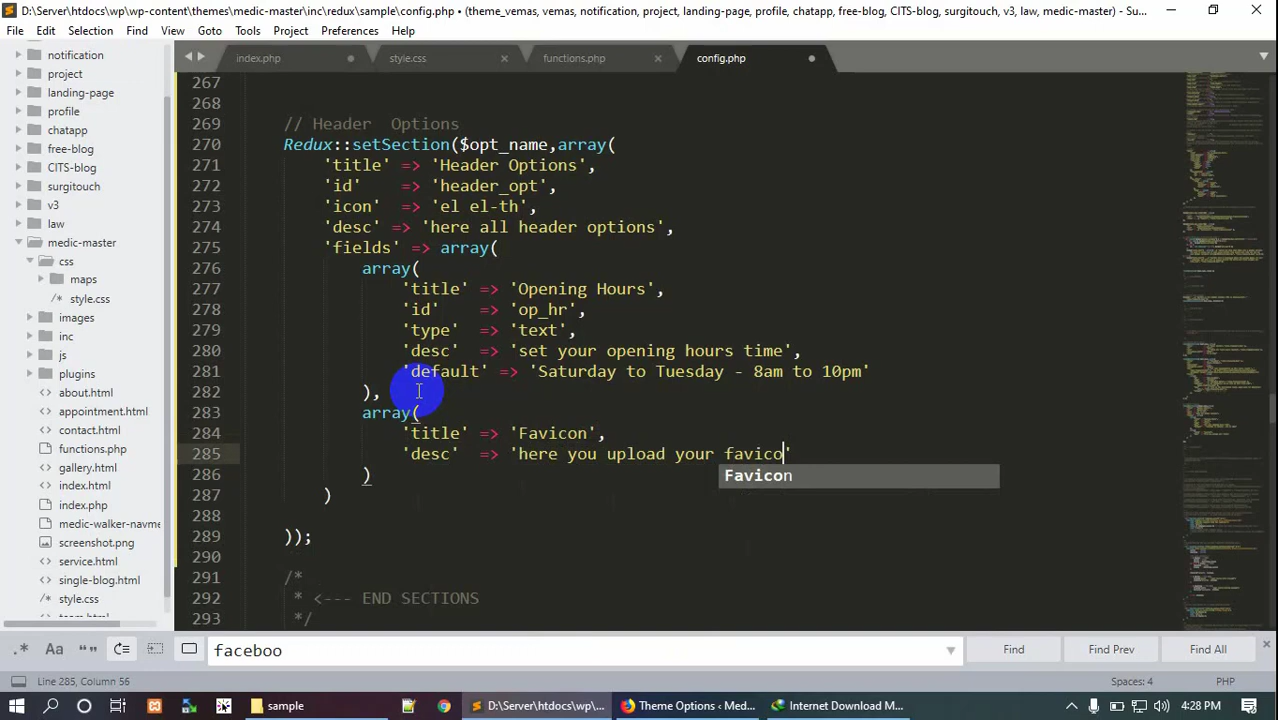 D:\Server\htdocs\wp\wp-content\themes\medic-master\inc\redux\sample\config.php • (theme_vemas, vemas, notification, project, landing-page, profile, chatapp, free-blog, CITS-blog, surgitouch, v3, law, medic-master) - Su...
File Edit Selection Find View Goto Tools Project Preferences Help
index.php style.css functions.php config.php
notification
project
landing-page
profile
chatapp
free-blog
CITS-blog
surgitouch
v3
law
medic-master
css
maps
style.css
images
inc
js
plugins
about.html
appointment.html
contact.html
functions.php
gallery.html
index.html
index.php
medic-walker-navme
screenshot.png
service.html
single-blog.html
style.css
team.html
267
268
269 // Header  Options
270 Redux::setSection($opt_name,array(
271 'title' => 'Header Options',
272 'id' => 'header_opt',
273 'icon' => 'el el-th',
274 'desc' => 'here all header options',
275 'fields' => array(
276 array(
277 'title' => 'Opening Hours',
278 'id' => 'op_hr',
279 'type' => 'text',
280 'desc' => 'set your opening hours time',
281 'default' => 'Saturday to Tuesday - 8am to 10pm'
282 ),
283 array(
284 'title' => 'Favicon',
285 'desc' => 'here you upload your favico'
Favicon
286 )
287 )
288
289 ));
290
291 /*
292 * <--- END SECTIONS
293 */
.* Aa “” faceboo Find Find Prev Find All
Line 285, Column 56 Spaces: 4 PHP
sample D:\Server\htdocs\wp\... Theme Options ‹ Med... Internet Download M... 4:28 PM